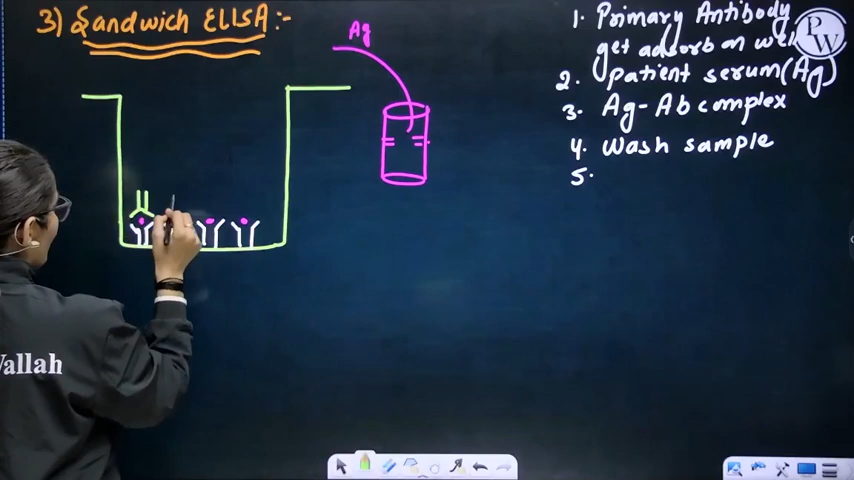 3) Sandwich ELISA :-
Ag
1. Primary Antibody
get adsorb on
2. Patient serum (Ag)
3. Ag-Ab complex
4. Wash sample
5.
PW
Wallah